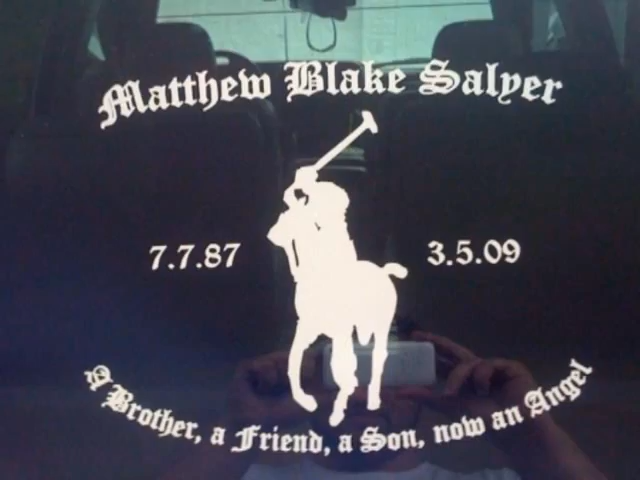 Matthew Blake Salyer
7.7.87
3.5.09
A Brother, a Friend, a Son, now an Angel